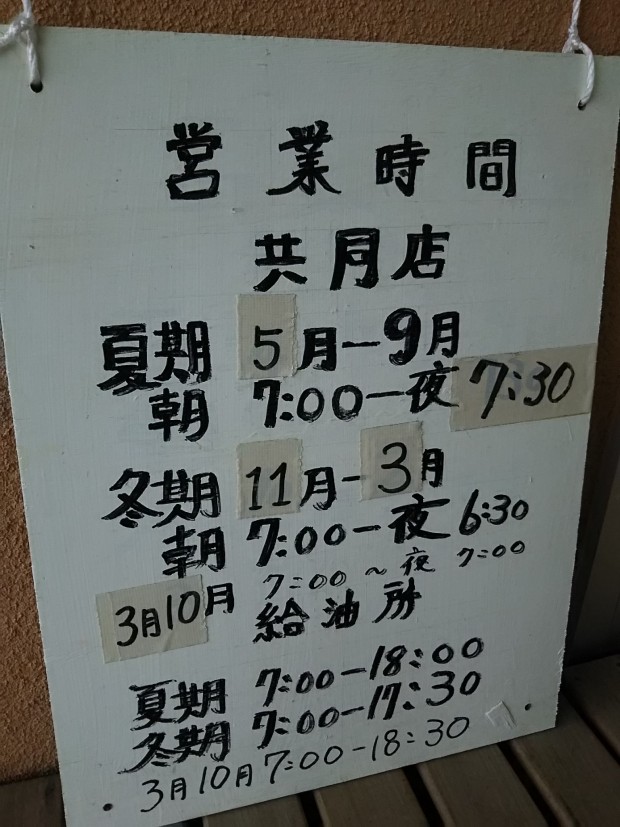 営業時間
共同店
夏期 5月-9月
朝 7:00-夜 7:30
冬期 11月-3月
朝 7:00-夜 6:30
3月10月 7:00~夜 7:00
給油所
夏期 7:00-18:00
冬期 7:00-17:30
3月10月 7:00-18:30